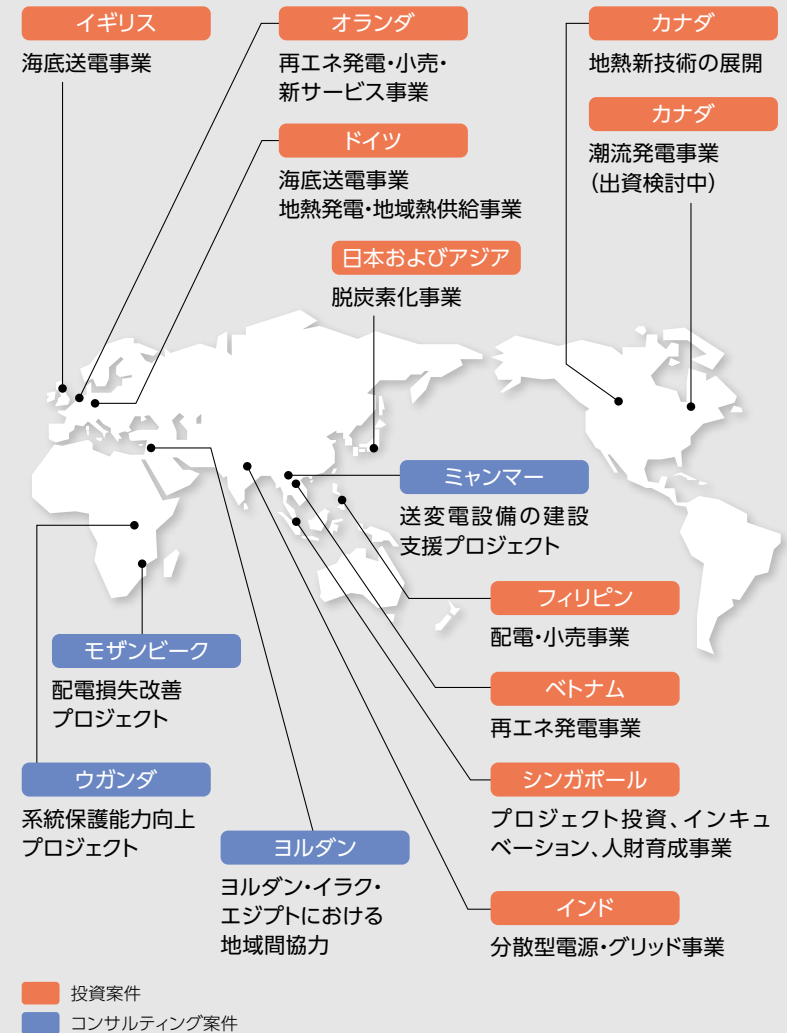 イギリス
海底送電事業
オランダ
再エネ発電・小売・
新サービス事業
ドイツ
海底送電事業
地熱発電・地域熱供給事業
カナダ
地熱新技術の展開
カナダ
潮流発電事業
（出資検討中）
日本およびアジア
脱炭素化事業
ミャンマー
送変電設備の建設
支援プロジェクト
フィリピン
配電・小売事業
ベトナム
再エネ発電事業
シンガポール
プロジェクト投資、インキュ
ベーション、人財育成事業
インド
分散型電源・グリッド事業
モザンビーク
配電損失改善
プロジェクト
ウガンダ
系統保護能力向上
プロジェクト
ヨルダン
ヨルダン・イラク・
エジプトにおける
地域間協力
投資案件
コンサルティング案件